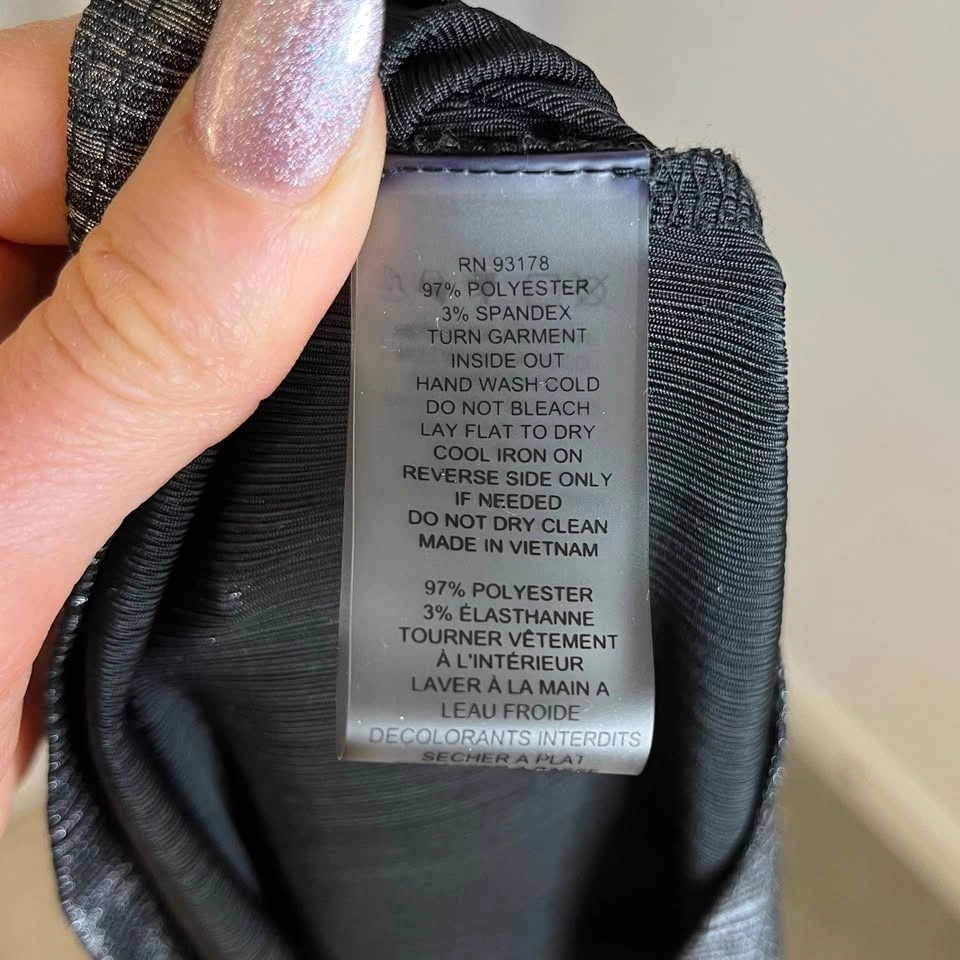 RN 93178
97% POLYESTER
3% SPANDEX
TURN GARMENT
INSIDE OUT
HAND WASH COLD
DO NOT BLEACH
LAY FLAT TO DRY
COOL IRON ON
REVERSE SIDE ONLY
IF NEEDED
DO NOT DRY CLEAN
MADE IN VIETNAM
97% POLYESTER
3% ÉLASTHANNE
TOURNER VÊTEMENT
À L'INTÉRIEUR
LAVER À LA MAIN A
LEAU FROIDE
DECOLORANTS INTERDITS
SECHER A PLAT